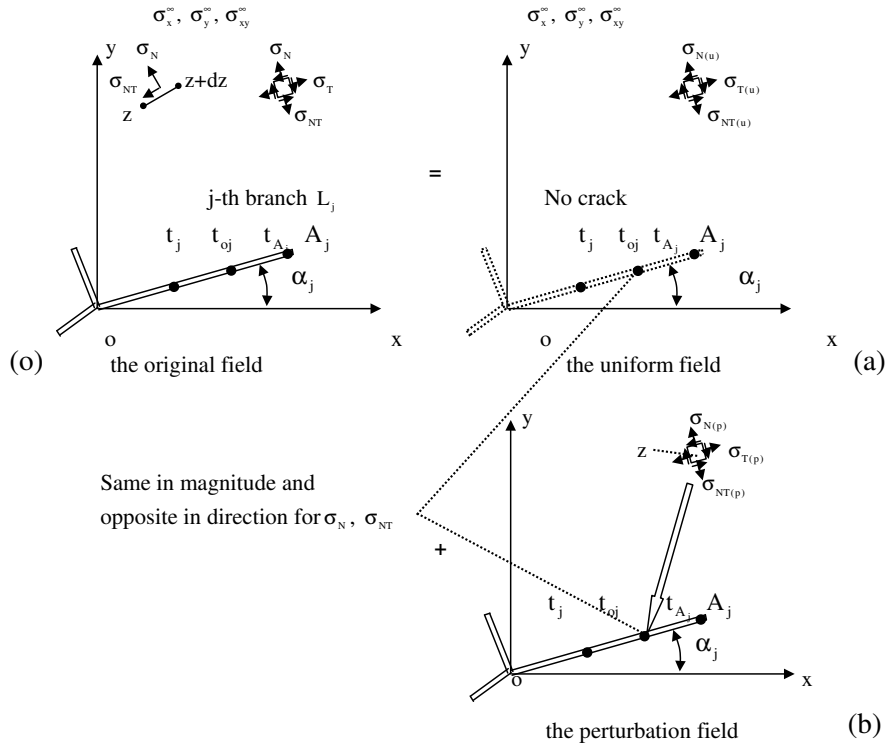 σ∞x, σ∞y, σ∞xy
y
σN
σNT
z+dz
z
σN
σT
σNT
j-th branch Lj
tj toj tAj Aj
αj
o
x
(o)
the original field
=
σ∞x, σ∞y, σ∞xy
y
σN(u)
σT(u)
σNT(u)
No crack
tj toj tAj Aj
αj
o
x
(a)
the uniform field
Same in magnitude and
opposite in direction for σN, σNT
+
y
σN(p)
z
σT(p)
σNT(p)
tj toj tAj Aj
αj
o
x
(b)
the perturbation field